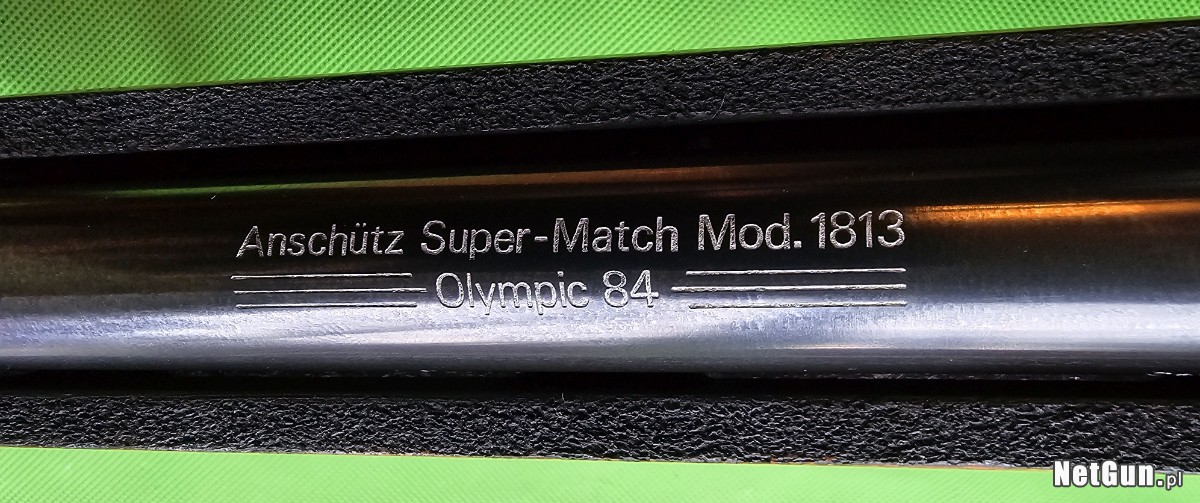 Anschütz Super-Match Mod. 1813
Olympic 84
NetGun.pl